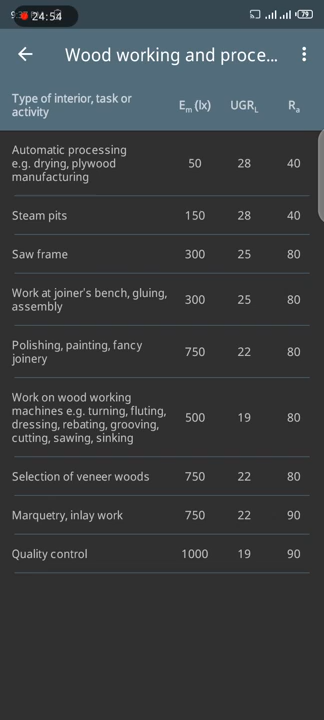 24:54
79
Wood working and proce...
Type of interior, task or
activity
Em (lx) UGRL Ra
Automatic processing
e.g. drying, plywood
manufacturing
50 28 40
Steam pits 150 28 40
Saw frame 300 25 80
Work at joiner's bench, gluing,
assembly
300 25 80
Polishing, painting, fancy
joinery
750 22 80
Work on wood working
machines e.g. turning, fluting,
dressing, rebating, grooving,
cutting, sawing, sinking
500 19 80
Selection of veneer woods 750 22 80
Marquetry, inlay work 750 22 90
Quality control 1000 19 90